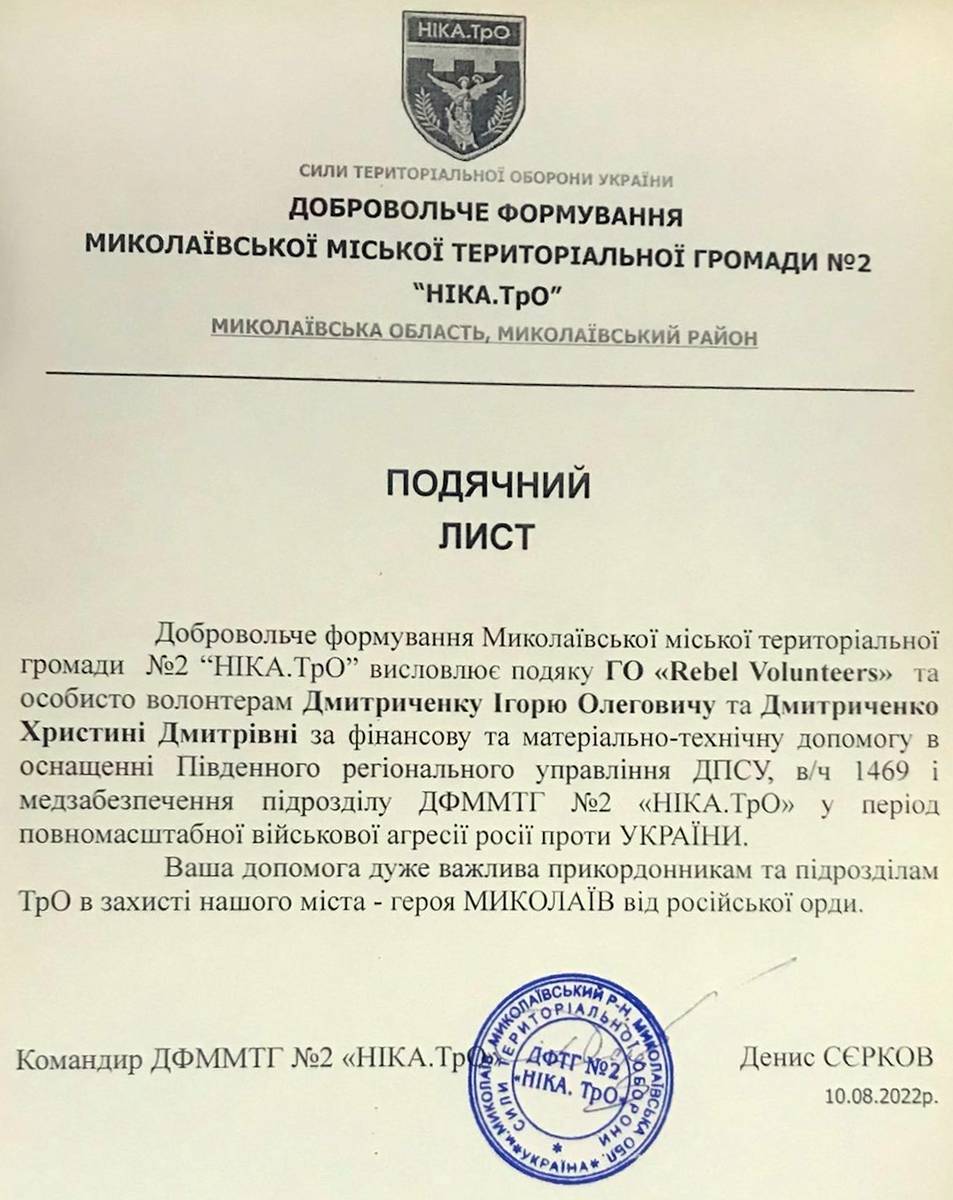 НІКА.ТрО
СИЛИ ТЕРИТОРІАЛЬНОЇ ОБОРОНИ УКРАЇНИ
ДОБРОВОЛЬЧЕ ФОРМУВАННЯ
МИКОЛАЇВСЬКОЇ МІСЬКОЇ ТЕРИТОРІАЛЬНОЇ ГРОМАДИ №2
“НІКА.ТрО”
МИКОЛАЇВСЬКА ОБЛАСТЬ, МИКОЛАЇВСЬКИЙ РАЙОН
ПОДЯЧНИЙ
ЛИСТ
Добровольче формування Миколаївської міської територіальної
громади №2 “НІКА.ТрО” висловлює подяку ГО «Rebel Volunteers» та
особисто волонтерам Дмитриченку Ігорю Олеговичу та Дмитриченко
Христині Дмитрівні за фінансову та матеріально-технічну допомогу в
оснащенні Південного регіонального управління ДПСУ, в/ч 1469 і
медзабезпечення підрозділу ДФММТГ №2 «НІКА.ТрО» у період
повномасштабної військової агресії росії проти УКРАЇНИ.
Ваша допомога дуже важлива прикордонникам та підрозділам
ТрО в захисті нашого міста - героя МИКОЛАЇВ від російської орди.
Командир ДФММТГ №2 «НІКА.ТрО» Денис СЄРКОВ
10.08.2022р.
м.МИКОЛАЇВ, МИКОЛАЇВСЬКИЙ Р-Н, МИКОЛАЇВСЬКА ОБЛ.
*УКРАЇНА*
СИЛИ ТЕРИТОРІАЛЬНОЇ ОБОРОНИ
ДФТГ №2
«НІКА. ТрО»